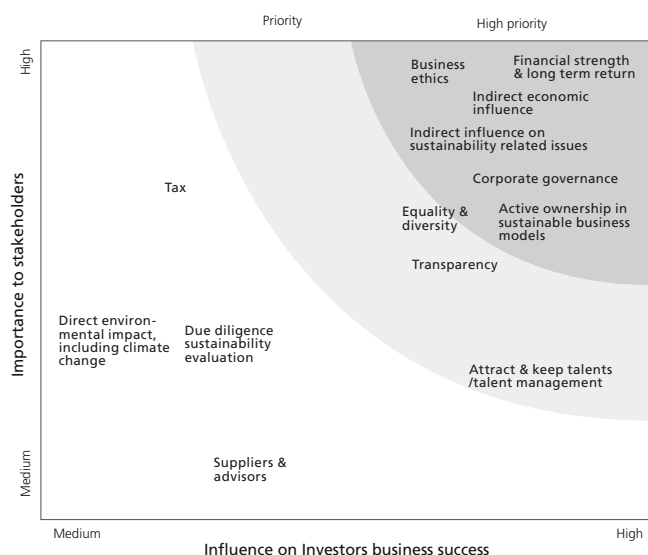 Priority
High priority
High
Business
ethics
Financial strength
& long term return
Indirect economic
influence
Indirect influence on
sustainability related issues
Corporate governance
Tax
Equality &
diversity
Active ownership in
sustainable business
models
Transparency
Importance to stakeholders
Direct environ-
mental impact,
including climate
change
Due diligence
sustainability
evaluation
Attract & keep talents
/talent management
Suppliers &
advisors
Medium
Medium
High
Influence on Investors business success